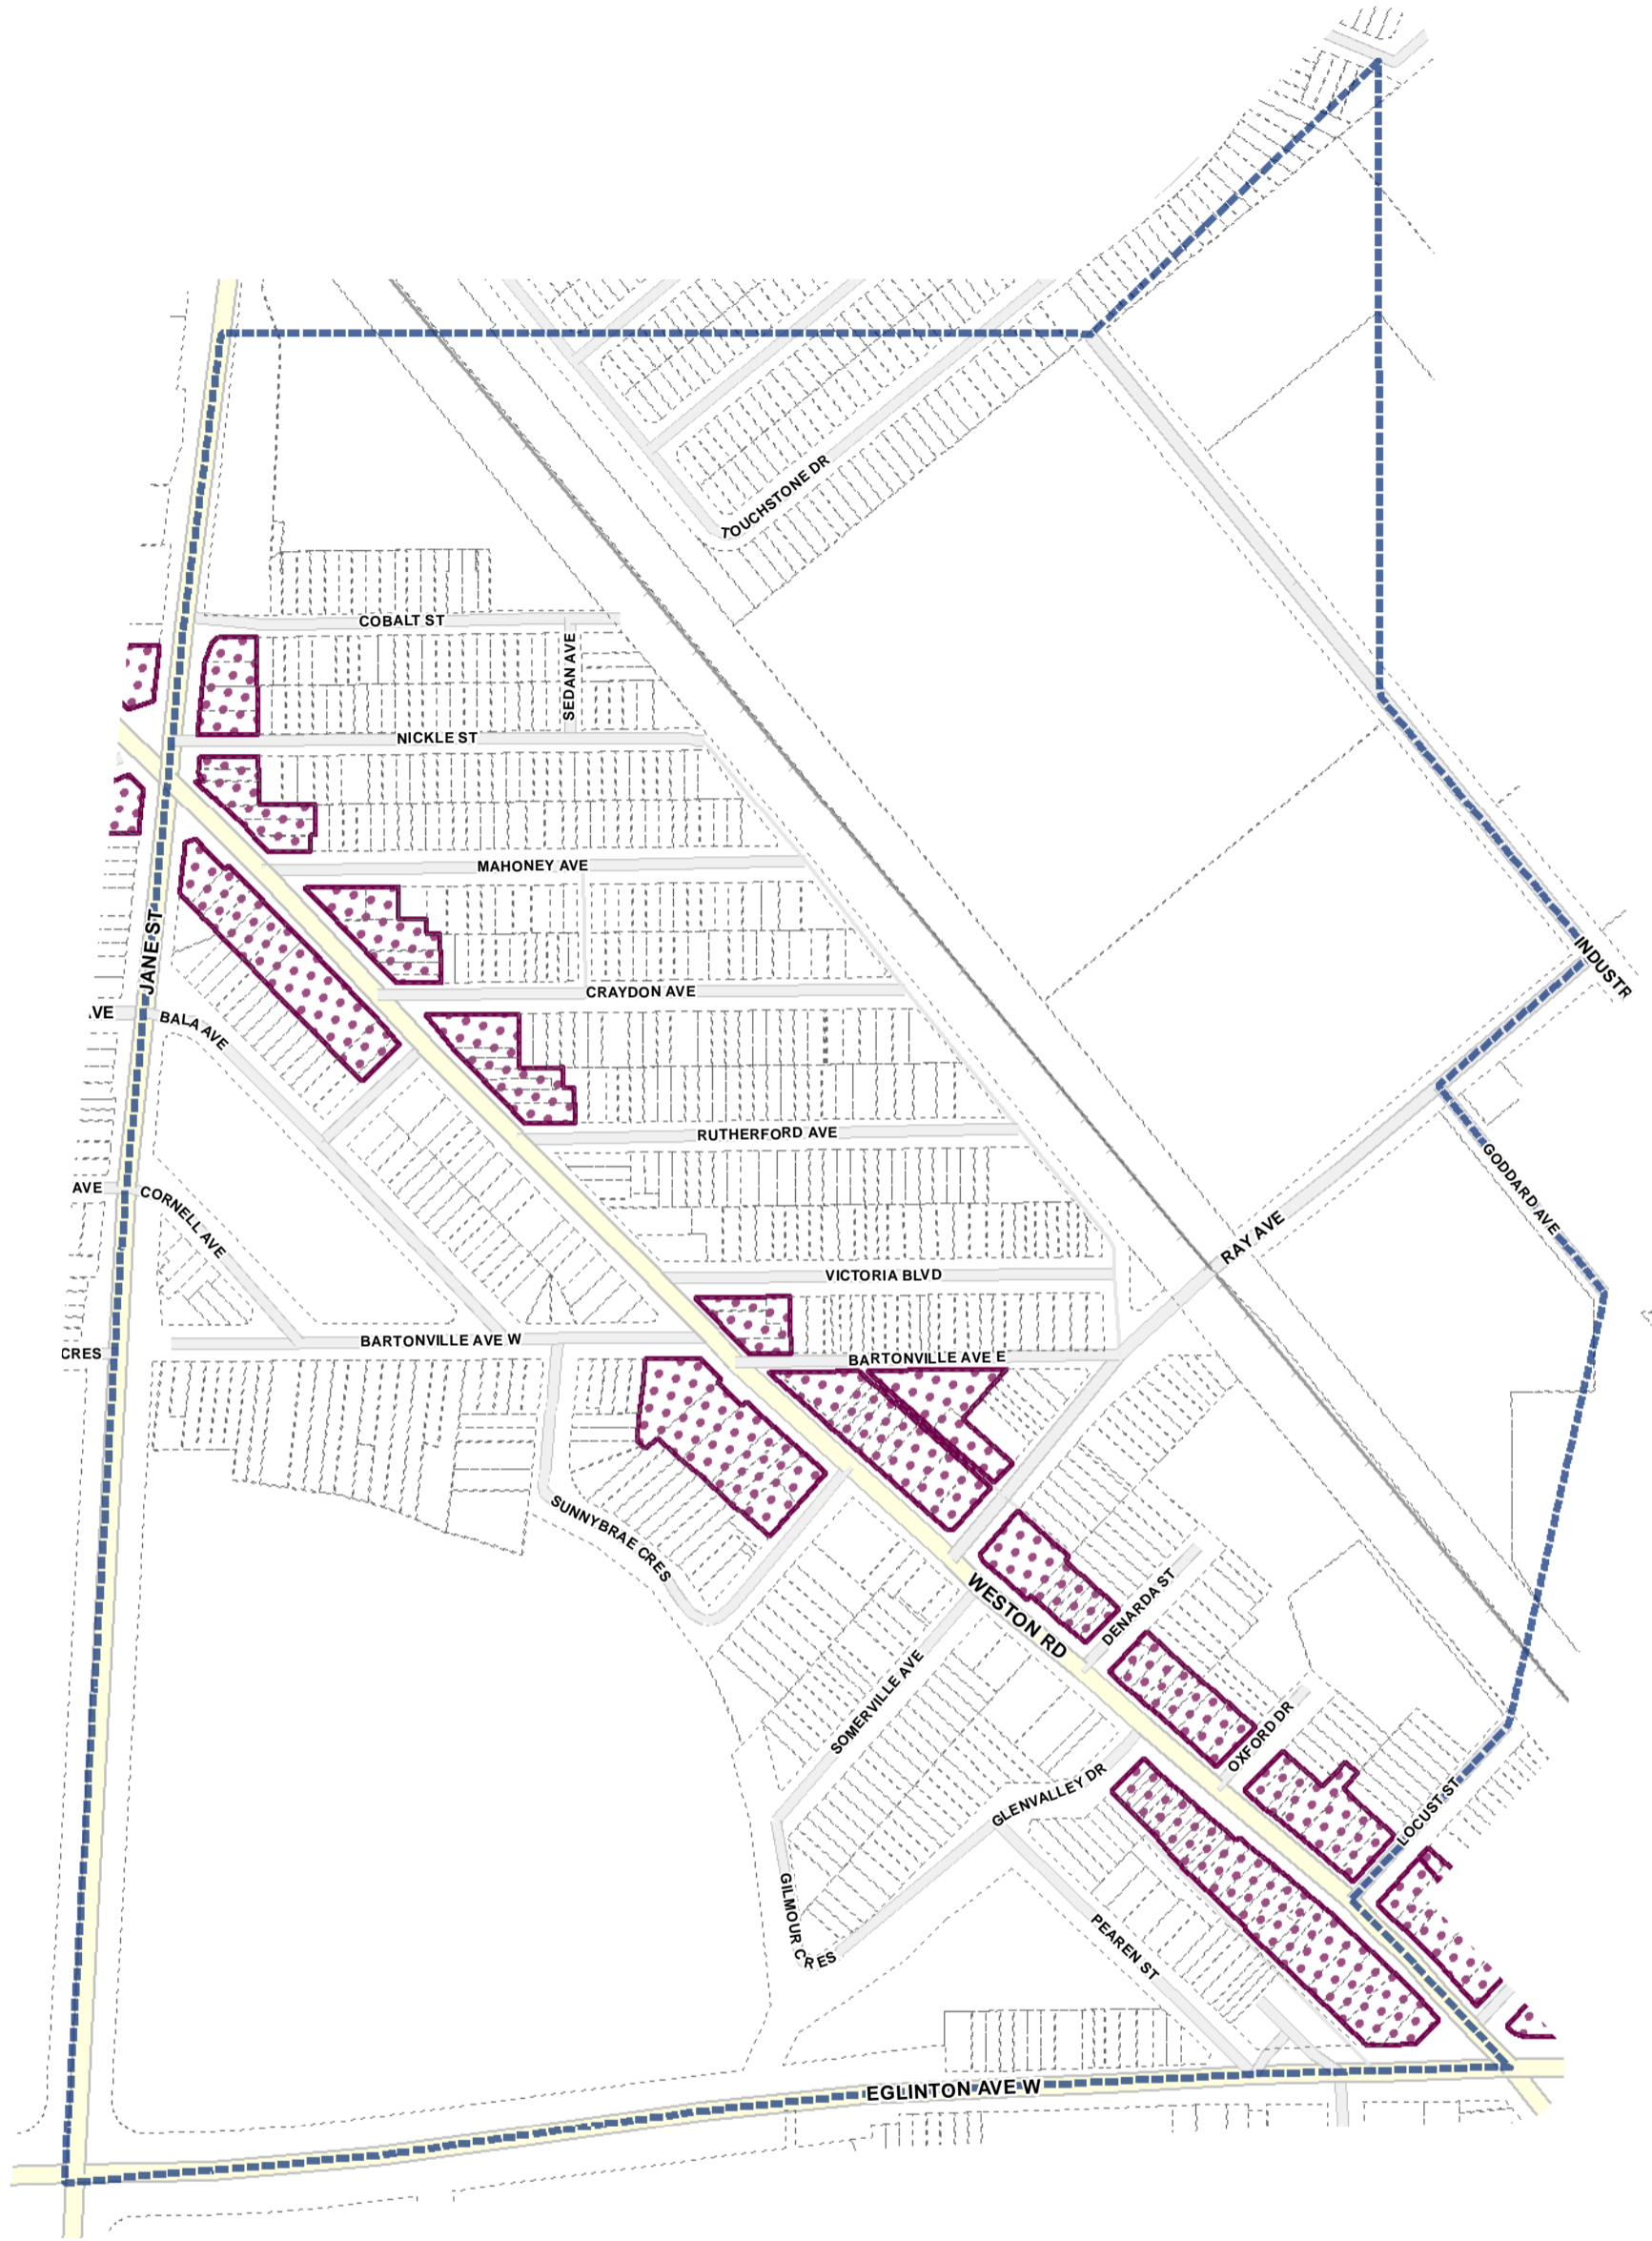 TOUCHSTONE DR
COBALT ST
SEDAN AVE
NICKLE ST
MAHONEY AVE
JANE ST
INDUSTR
CRAYDON AVE
VE
BALA AVE
RUTHERFORD AVE
GODDARD AVE
AVE
CORNELL AVE
RAY AVE
VICTORIA BLVD
CRES
BARTONVILLE AVE W
BARTONVILLE AVE E
SUNNYBRAE CRES
WESTON RD
DENARDA ST
SOMERVILLE AVE
OXFORD DR
GLENVALLEY DR
LOCUST ST
GILMOUR CRES
PEAREN ST
EGLINTON AVE W